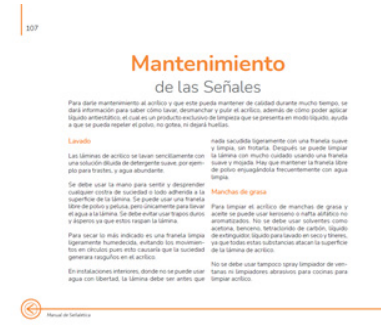 107
Mantenimiento
de las Señales
Para darle mantenimiento al acrílico y que este pueda mantener de calidad durante mucho tiempo, se
dará información para saber cómo lavar, desmanchar y pulir el acrílico, además de cómo poder aplicar
líquido antiestático, el cual es un producto exclusivo de limpieza que se presenta en modo líquido, ayuda
a que se pueda repeler el polvo, no gotea, ni dejará huellas.
Lavado
Las láminas de acrílico se lavan sencillamente con
una solución diluida de detergente suave, por ejem-
plo para trastes, y agua abundante.
Se debe usar la mano para sentir y desprender
cualquier costra de suciedad o lodo adherida a la
superficie de la lámina. Se puede usar una franela
libre de polvo y pelusa, pero únicamente para llevar
el agua a la lámina. Se debe evitar usar trapos duros
y ásperos ya que estos raspan la lámina.
Para secar lo más indicado es una franela limpia
ligeramente humedecida, evitando los movimien-
tos en círculos pues esto causaría que la suciedad
generara rasguños en el acrílico.
En instalaciones interiores, donde no se puede usar
agua con libertad, la lámina debe ser antes que
nada sacudida ligeramente con una franela suave
y limpia, sin frotarla. Después se puede limpiar
la lámina con mucho cuidado usando una franela
suave y mojada. Hay que mantener la franela libre
de polvo enjuagándola frecuentemente con agua
limpia.
Manchas de grasa
Para limpiar el acrílico de manchas de grasa y
aceite se puede usar keroseno o nafta alifático no
aromatizados. No se debe usar solventes como
acetona, benceno, tetracloruro de carbón, líquido
de extinguidor, líquido para lavado en seco y tíneres,
ya que todas estas substancias atacan la superficie
de la lámina de acrílico.
No se debe usar tampoco spray limpiador de ven-
tanas ni limpiadores abrasivos para cocinas para
limpiar acrílico.
Manual de Señalética